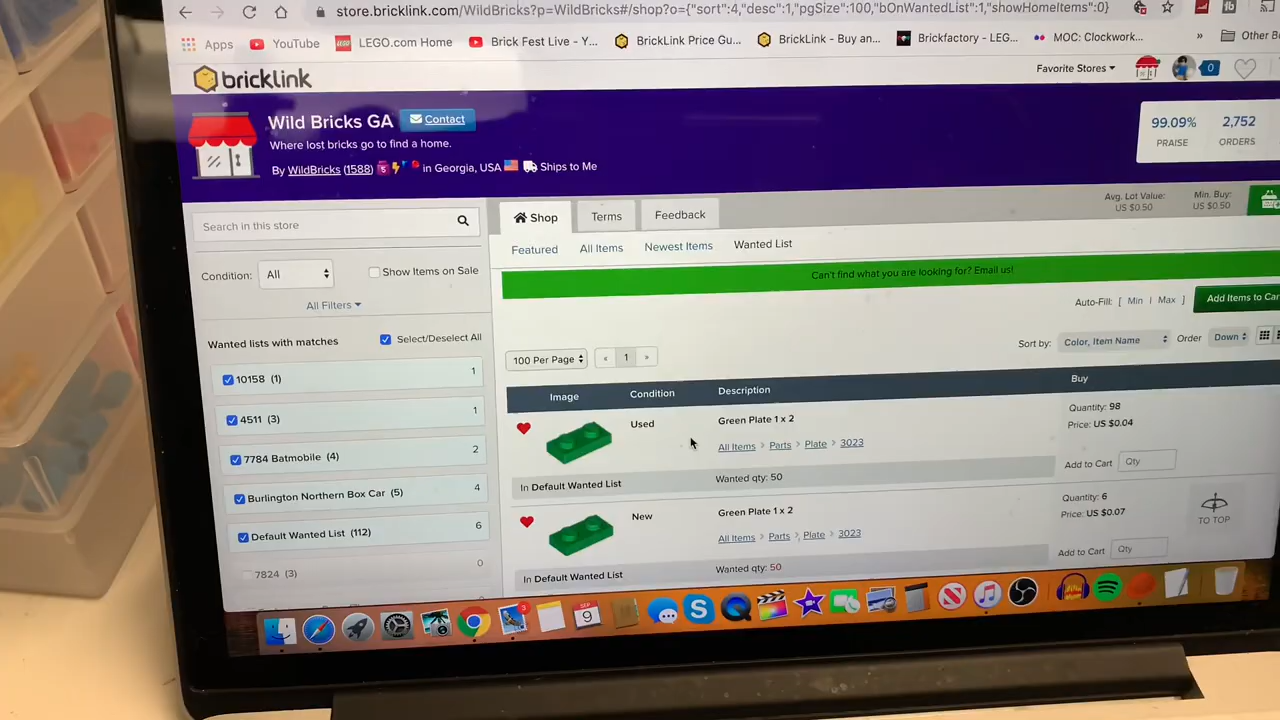 store.bricklink.com/WildBricks?p=WildBricks#/shop?o={"sort":4,"desc":1,"pgSize":100,"bOnWantedList":1,"showHomeItems":0}
Apps YouTube LEGO.com Home Brick Fest Live - Y... BrickLink Price Gu... BrickLink - Buy an... Brickfactory - LEG... MOC: Clockwork... » Other B
bricklink
Favorite Stores 0
Wild Bricks GA Contact
Where lost bricks go to find a home.
By WildBricks (1588) 5 in Georgia, USA Ships to Me
99.09% 2,752
PRAISE ORDERS
Search in this store
Shop Terms Feedback
Avg. Lot Value: Min. Buy:
US $0.50 US $0.50
Featured All Items Newest Items Wanted List
Condition: All Show Items on Sale
Can't find what you are looking for? Email us!
All Filters
Auto-Fill: [ Min | Max ] Add Items to Car
Wanted lists with matches Select/Deselect All
100 Per Page « 1 »
Sort by: Color, Item Name Order Down
10158 (1) 1
4511 (3) 1
7784 Batmobile (4) 2
Burlington Northern Box Car (5) 4
Default Wanted List (112) 6
7824 (3) 0
Image Condition Description Buy
Used Green Plate 1 x 2 Quantity: 98
Price: US $0.04
All Items > Parts > Plate > 3023
Add to Cart Qty
In Default Wanted List Wanted qty: 50
New Green Plate 1 x 2 Quantity: 6
Price: US $0.07
All Items > Parts > Plate > 3023
TO TOP
Add to Cart Qty
In Default Wanted List Wanted qty: 50
3
SEP
9